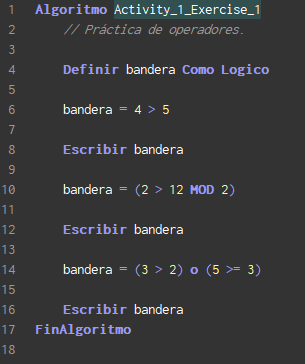 1 Algoritmo Activity_1_Exercise_1
2 // Práctica de operadores.
3
4 Definir bandera Como Logico
5
6 bandera = 4 > 5
7
8 Escribir bandera
9
10 bandera = (2 > 12 MOD 2)
11
12 Escribir bandera
13
14 bandera = (3 > 2) o (5 >= 3)
15
16 Escribir bandera
17 FinAlgoritmo
18